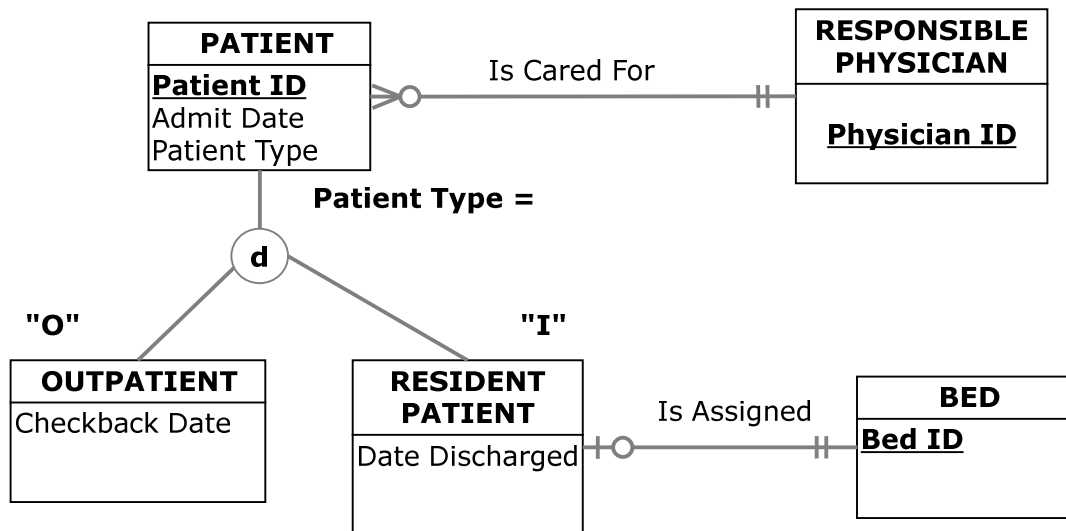 PATIENT
Patient ID
Admit Date
Patient Type
Is Cared For
RESPONSIBLE
PHYSICIAN
Physician ID
Patient Type =
d
"O"
"I"
OUTPATIENT
Checkback Date
RESIDENT
PATIENT
Date Discharged
Is Assigned
BED
Bed ID